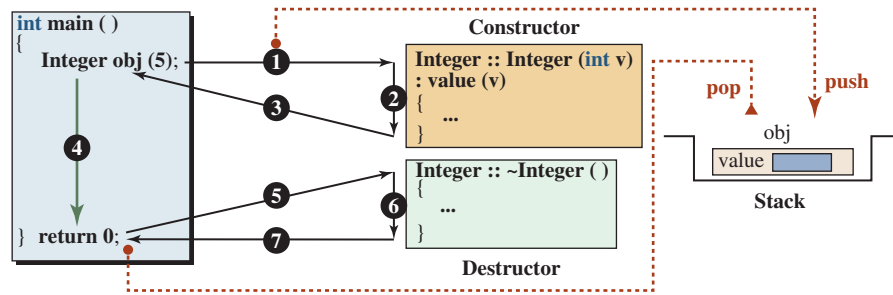 int main ( )
{
Integer obj (5);
1
2
3
4
5
6
7
} return 0;
Constructor
Integer :: Integer (int v)
: value (v)
{
...
}
Integer :: ~Integer ( )
{
...
}
Destructor
pop
push
obj
value
Stack